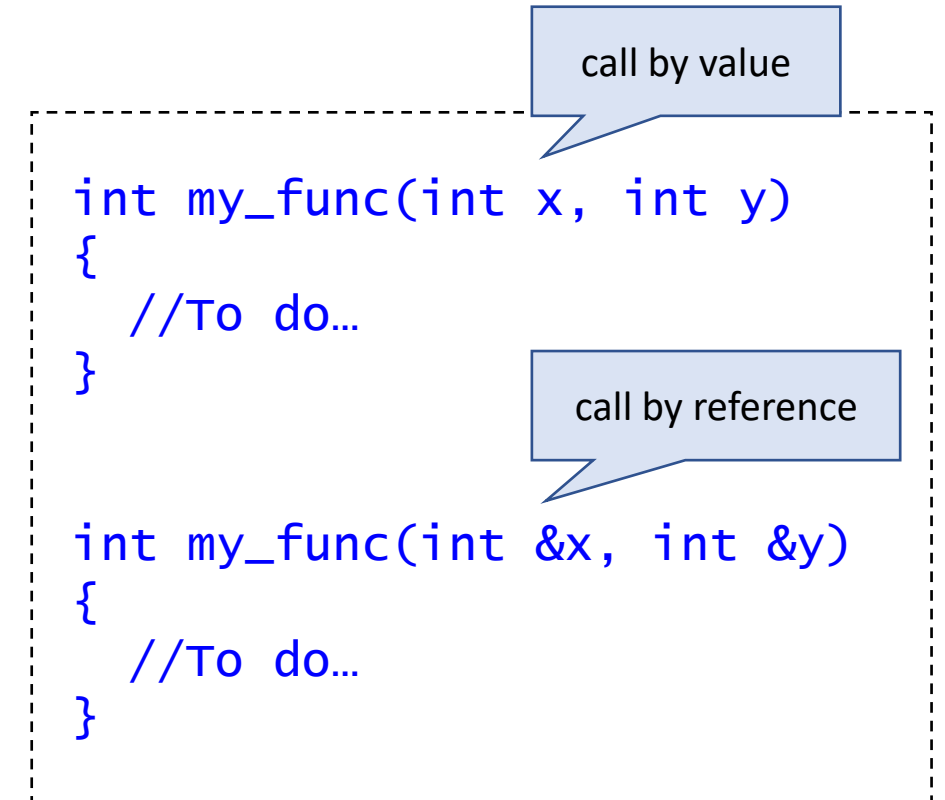 call by value
int my_func(int x, int y)
{
//To do…
}
call by reference
int my_func(int &x, int &y)
{
//To do…
}